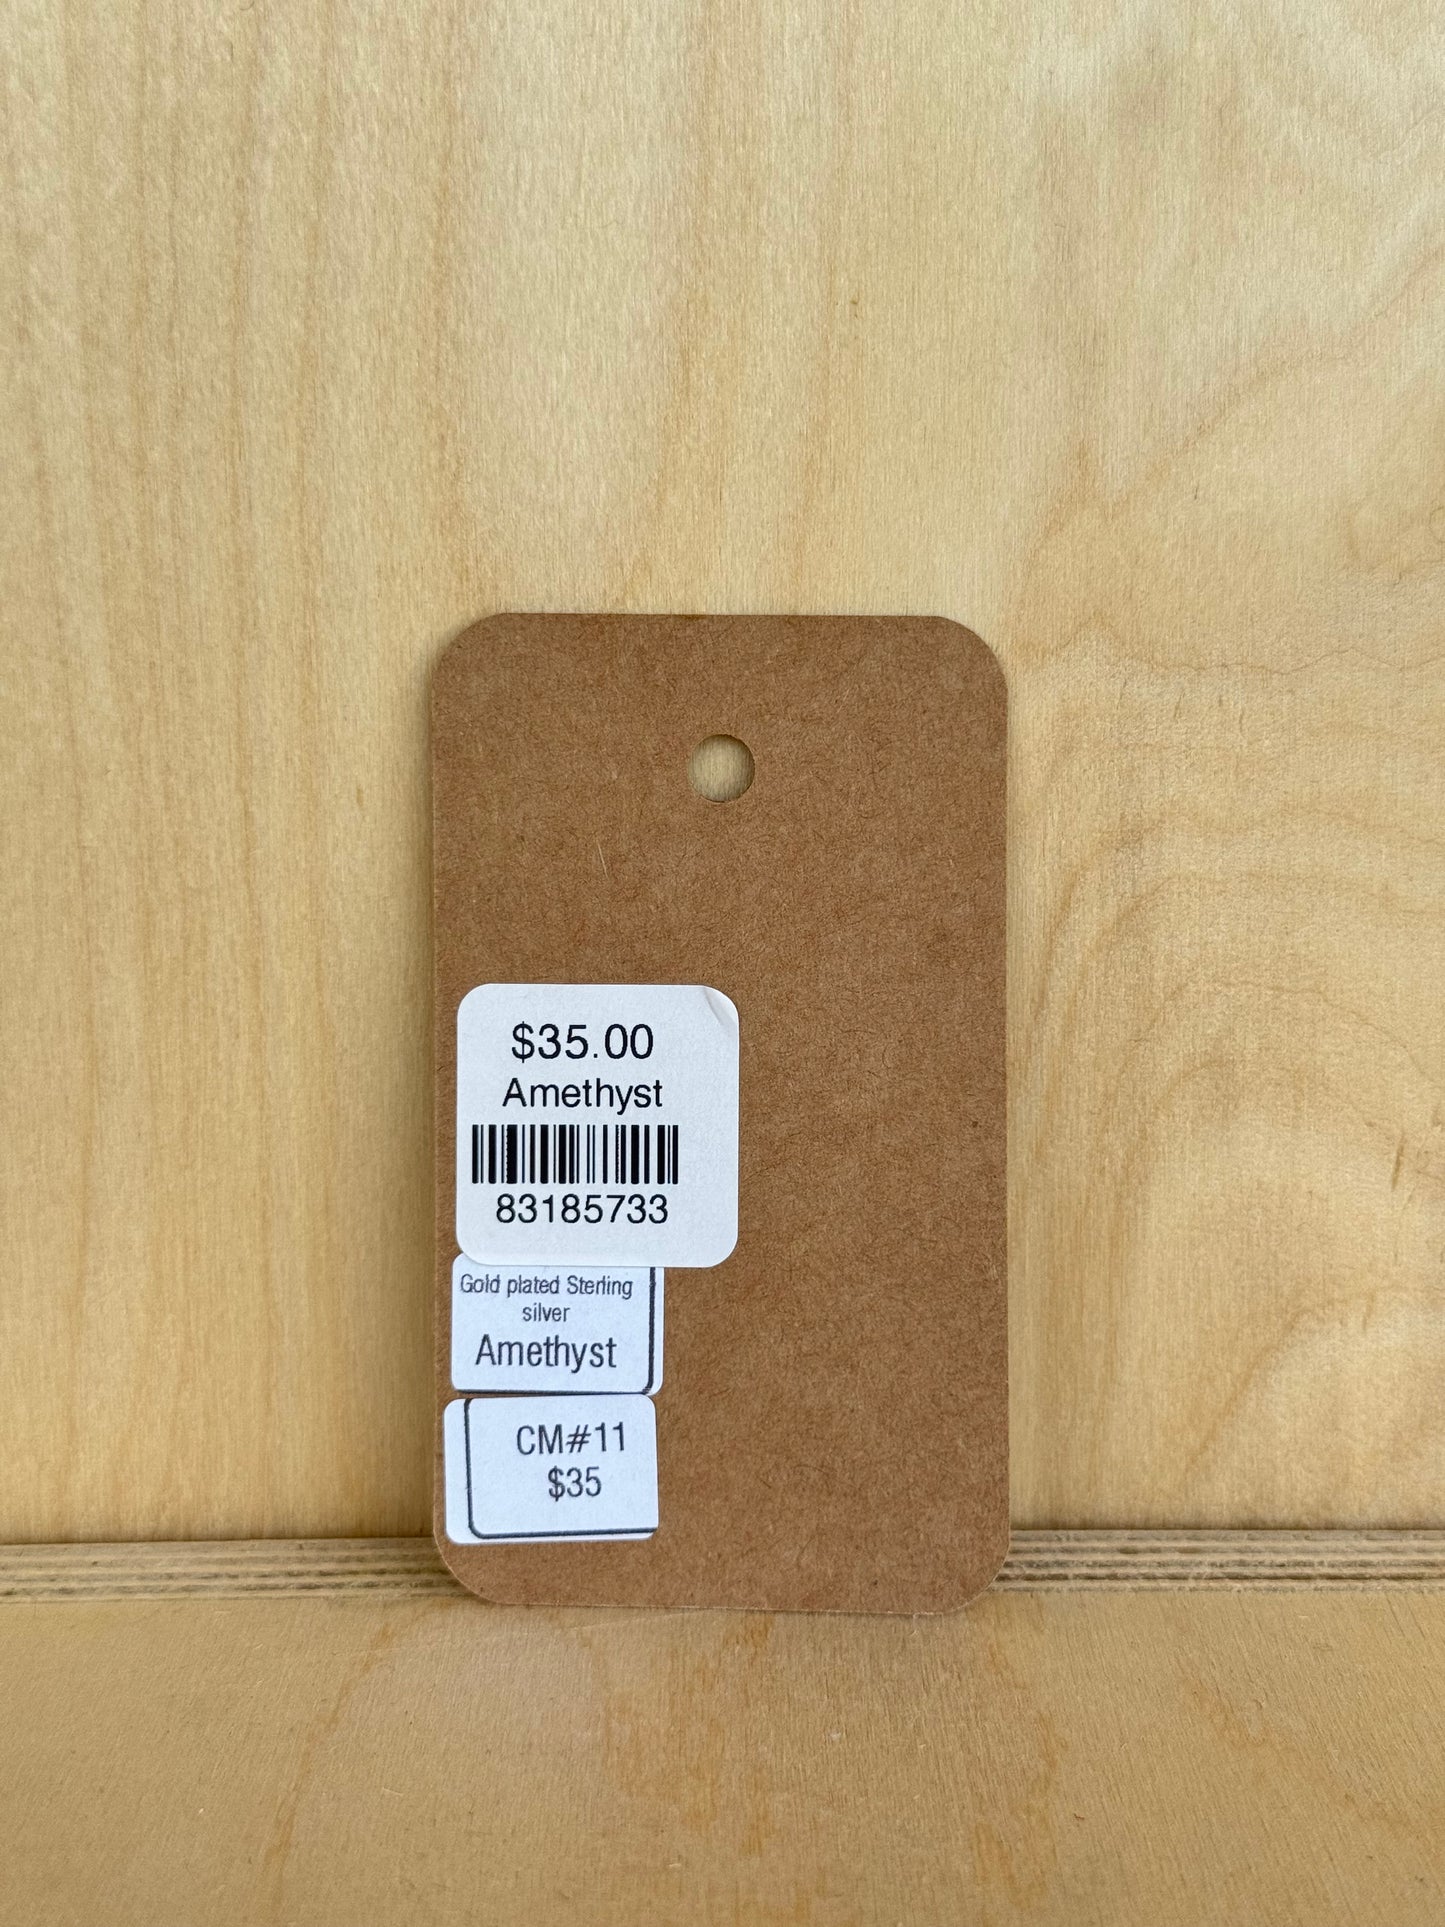 $35.00
Amethyst
83185733
Gold plated Sterling
silver
Amethyst
CM#11
$35